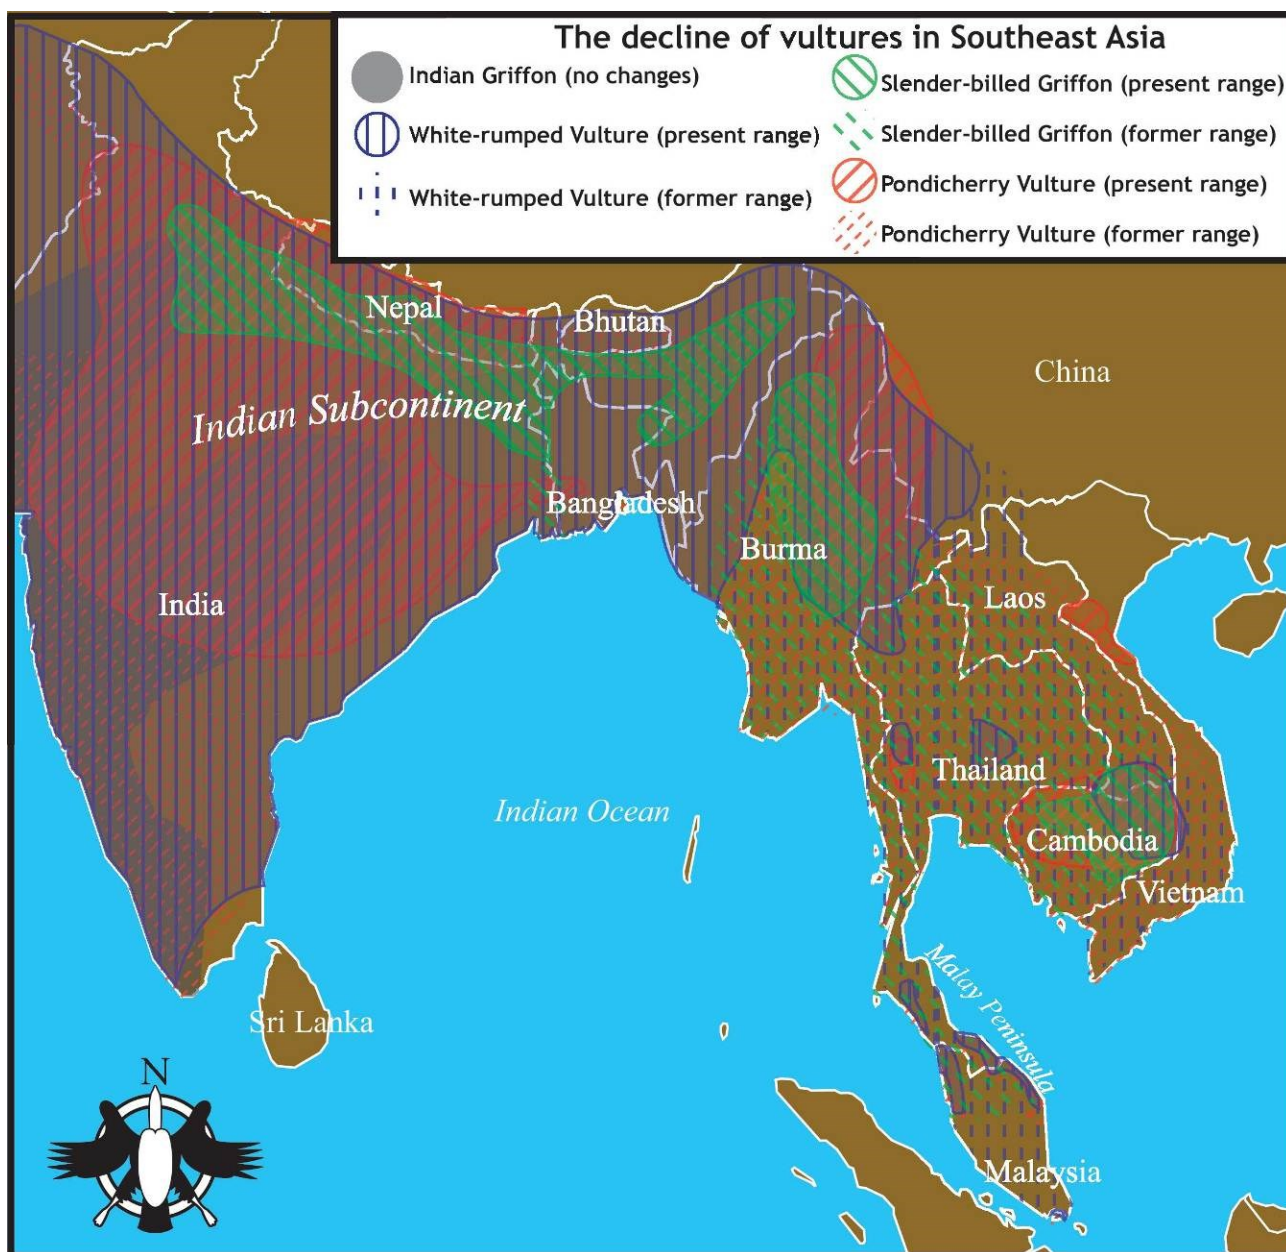 The decline of vultures in Southeast Asia
Indian Griffon (no changes)
White-rumped Vulture (present range)
White-rumped Vulture (former range)
Slender-billed Griffon (present range)
Slender-billed Griffon (former range)
Pondicherry Vulture (present range)
Pondicherry Vulture (former range)
Nepal
Bhutan
China
Indian Subcontinent
Bangladesh
Burma
India
Laos
Thailand
Indian Ocean
Cambodia
Vietnam
Malay Peninsula
Sri Lanka
N
Malaysia